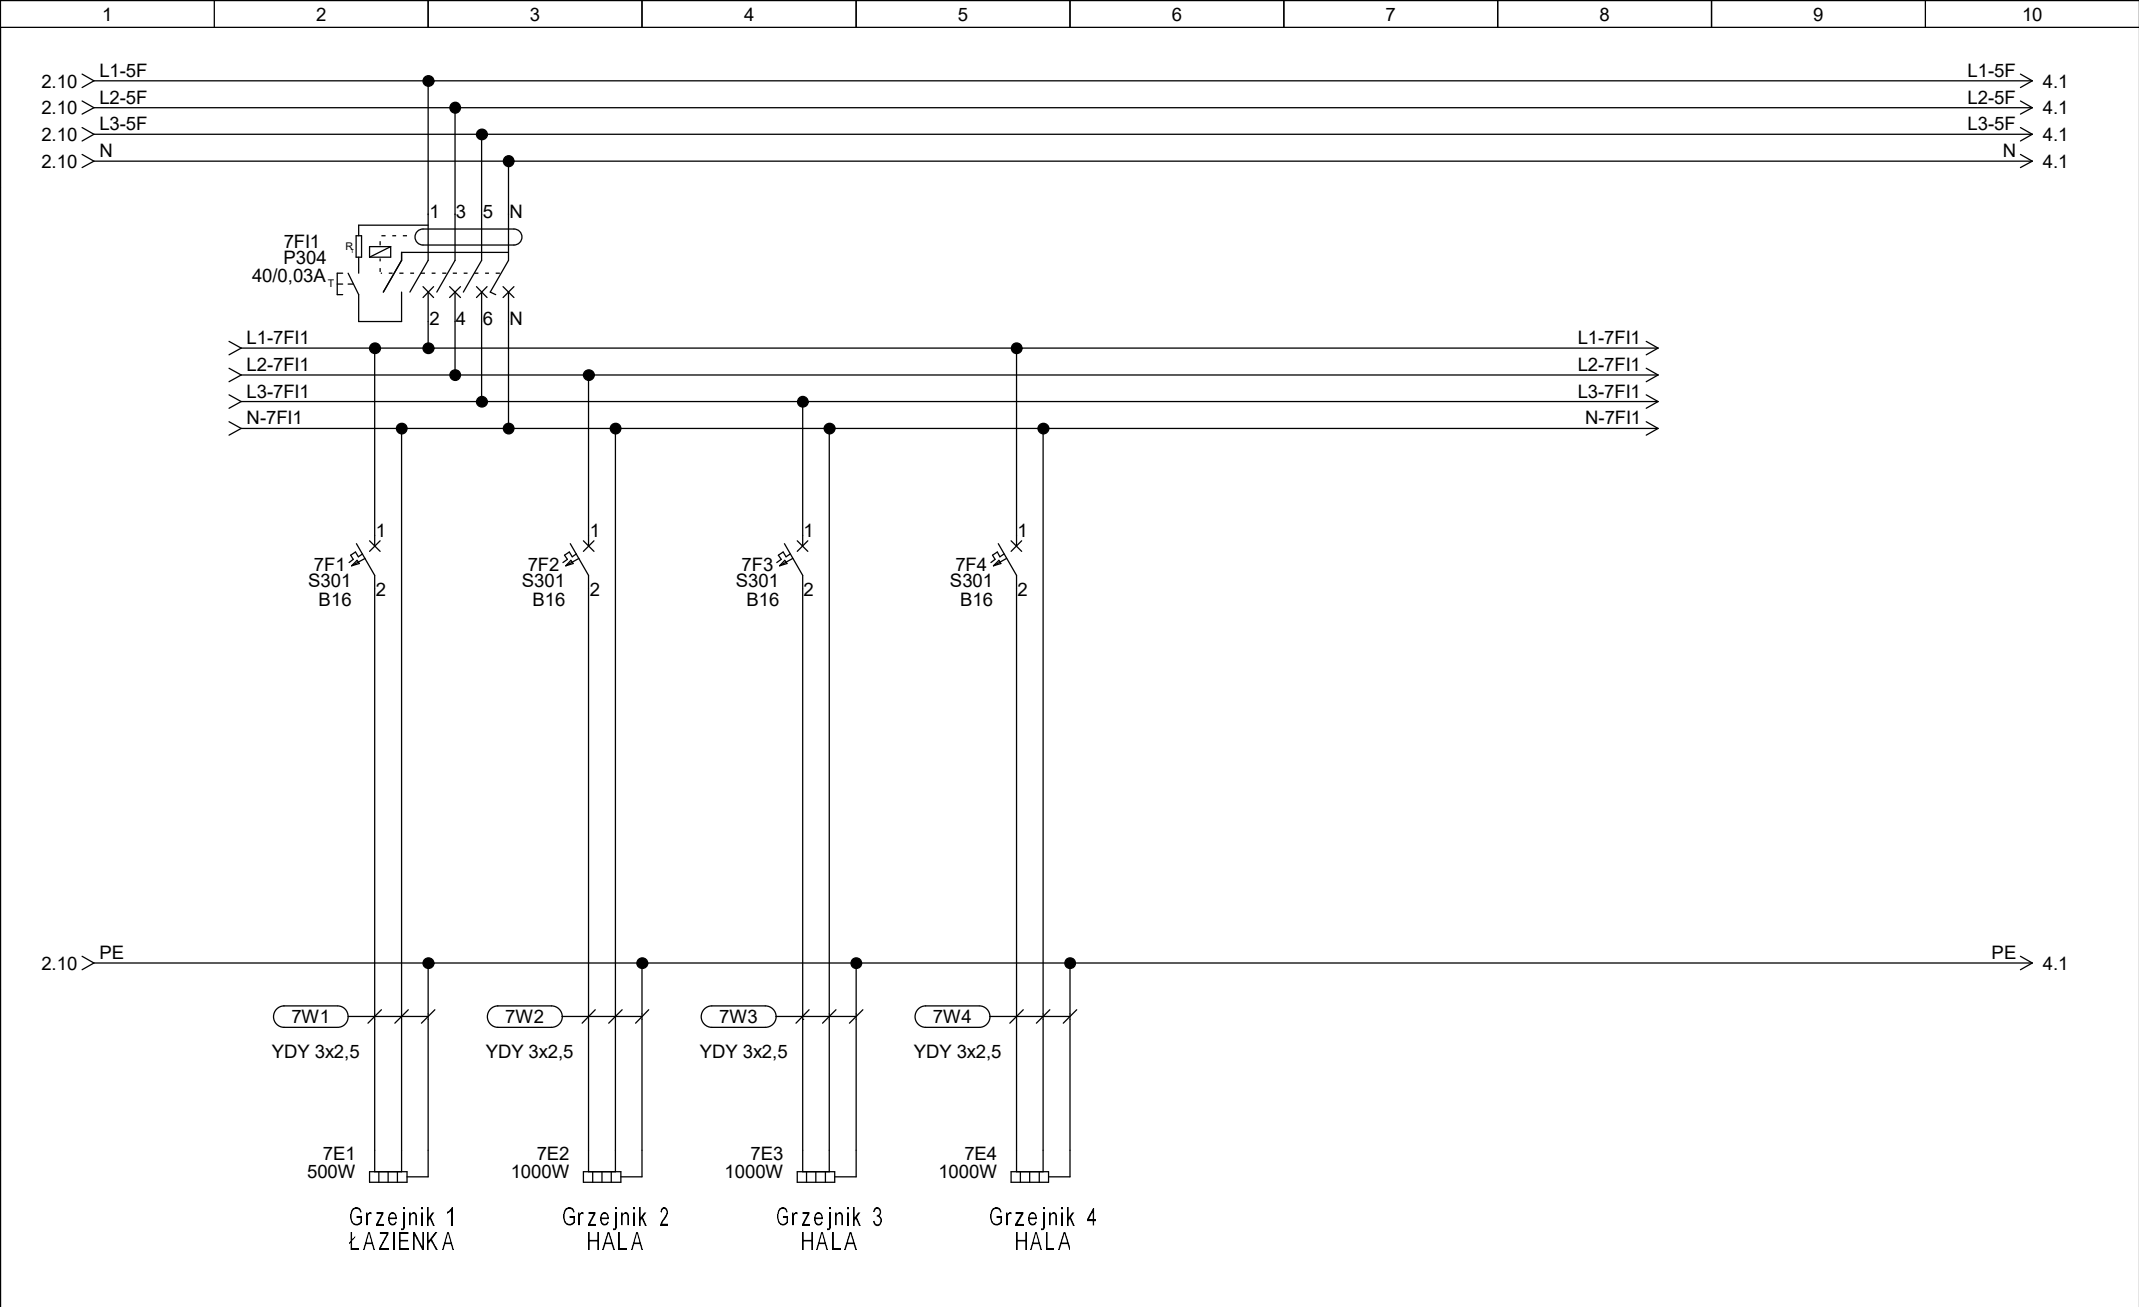 1 2 3 4 5 6 7 8 9 10
2.10 L1-5F L1-5F 4.1
2.10 L2-5F L2-5F 4.1
2.10 L3-5F L3-5F 4.1
2.10 N N 4.1
1 3 5 N
7FI1 R
P304
40/0,03A T
2 4 6 N
L1-7FI1 L1-7FI1
L2-7FI1 L2-7FI1
L3-7FI1 L3-7FI1
N-7FI1 N-7FI1
1 1 1 1
7F1 7F2 7F3 7F4
S301 S301 S301 S301
B16 2 B16 2 B16 2 B16 2
2.10 PE PE 4.1
7W1 7W2 7W3 7W4
YDY 3x2,5 YDY 3x2,5 YDY 3x2,5 YDY 3x2,5
7E1 7E2 7E3 7E4
500W 1000W 1000W 1000W
Grzejnik 1 Grzejnik 2 Grzejnik 3 Grzejnik 4
ŁAZIENKA HALA HALA HALA